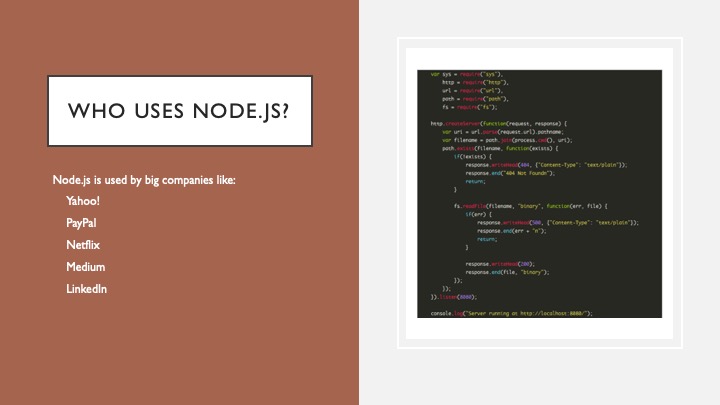 WHO USES NODE.JS?
Node.js is used by big companies like:
Yahoo!
PayPal
Netflix
Medium
LinkedIn
var sys = require("sys"),
http = require("http"),
url = require("url"),
path = require("path"),
fs = require("fs");
http.createServer(function(request, response) {
var uri = url.parse(request.url).pathname;
var filename = path.join(process.cwd(), uri);
path.exists(filename, function(exists) {
if(!exists) {
response.writeHead(404, {"Content-Type": "text/plain"});
response.end("404 Not Foundn");
return;
}
fs.readFile(filename, "binary", function(err, file) {
if(err) {
response.writeHead(500, {"Content-Type": "text/plain"});
response.end(err + "n");
return;
}
response.writeHead(200);
response.end(file, "binary");
});
});
}).listen(8080);
console.log("Server running at http://localhost:8080/");